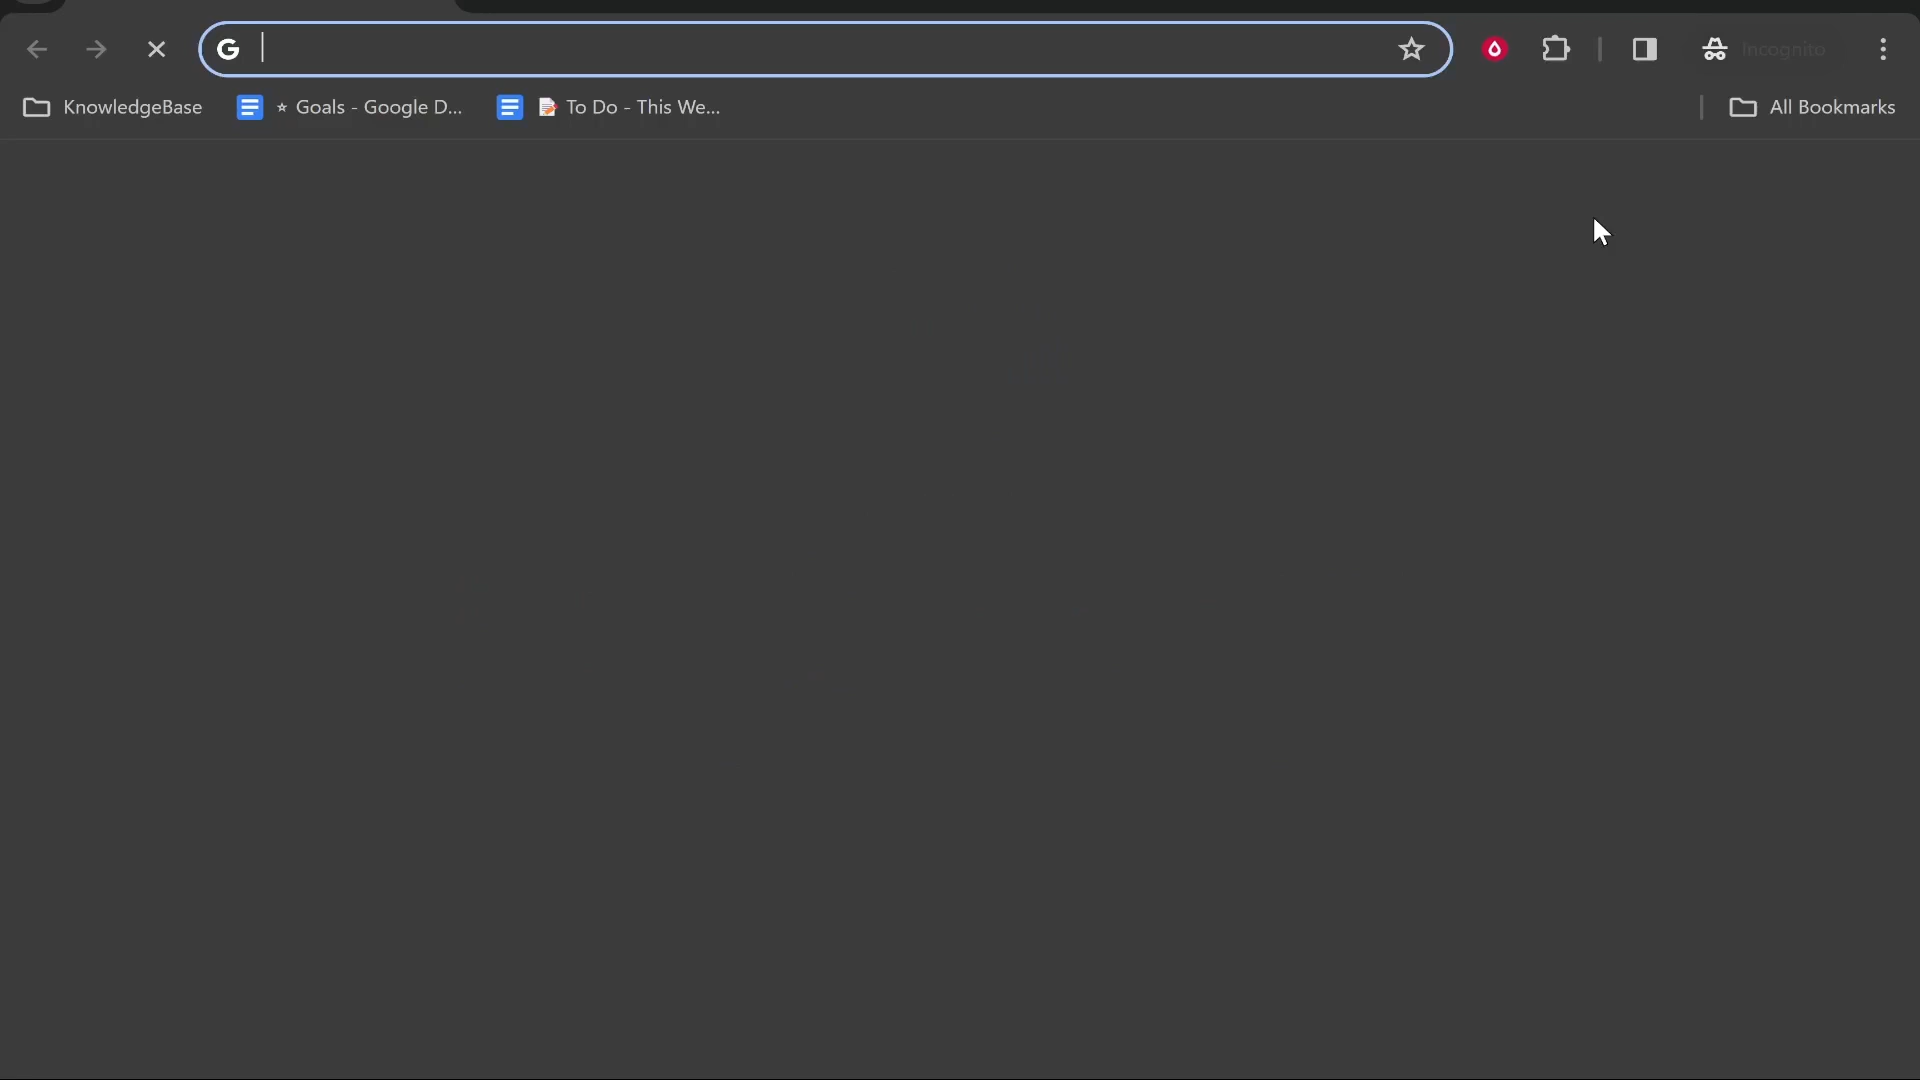 Incognito
KnowledgeBase
⭐ Goals - Google D...
📝 To Do - This We...
All Bookmarks